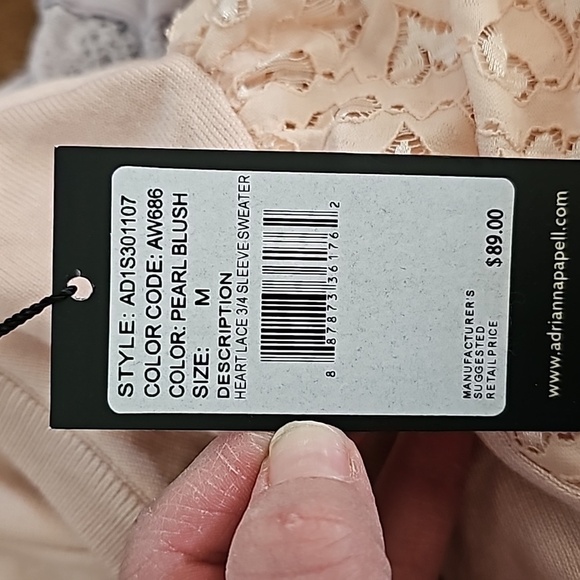 STYLE: AD1S301107
COLOR CODE: AW686
COLOR: PEARL BLUSH
SIZE: M
DESCRIPTION
HEART LACE 3/4 SLEEVE SWEATER
8 87873 36176 2
MANUFACTURER'S
SUGGESTED
RETAIL PRICE
$89.00
www.adriannapapell.com